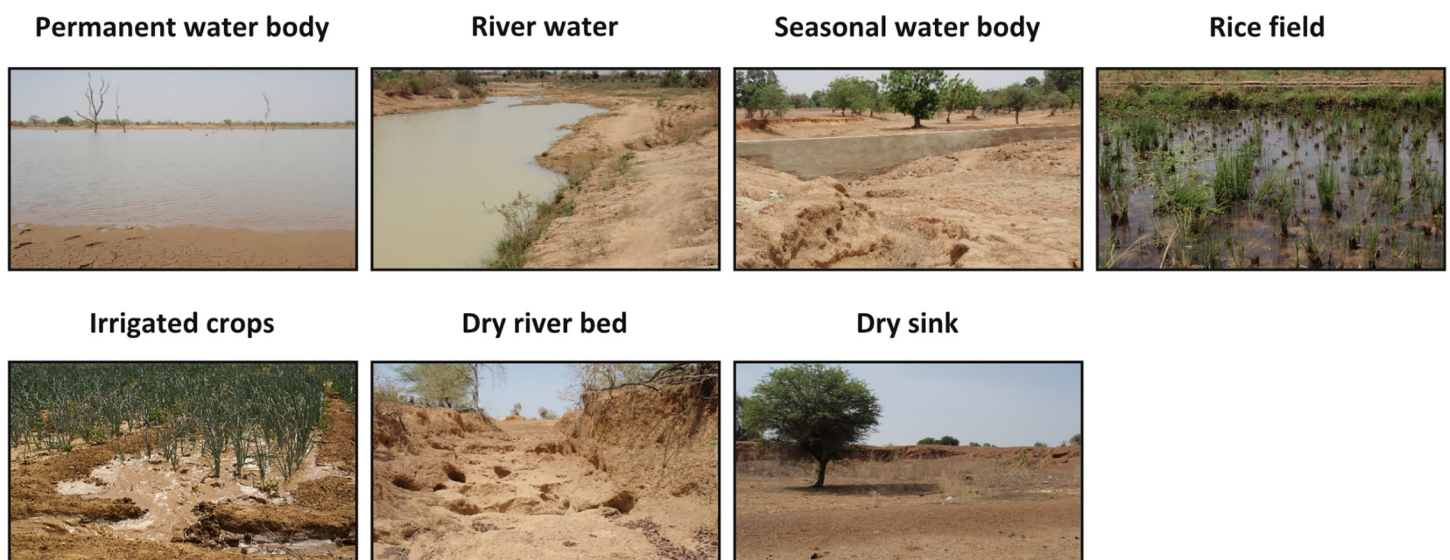 Permanent water body
River water
Seasonal water body
Rice field
Irrigated crops
Dry river bed
Dry sink